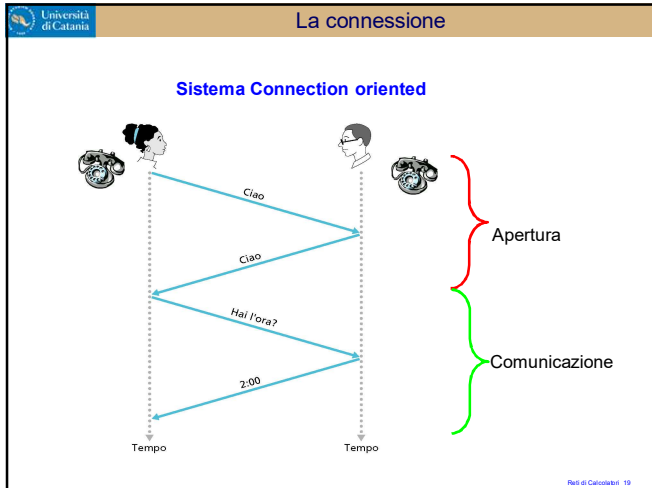 Università
di Catania
La connessione
Sistema Connection oriented
Ciao
Ciao
Apertura
Hai l'ora?
2:00
Comunicazione
Tempo
Tempo
Reti di Calcolatori 19